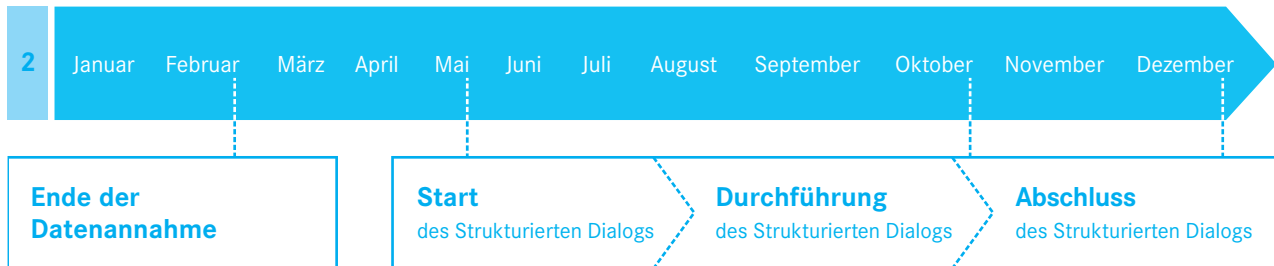 2 Januar Februar März April Mai Juni Juli August September Oktober November Dezember
Ende der
Datenannahme
Start
des Strukturierten Dialogs
Durchführung
des Strukturierten Dialogs
Abschluss
des Strukturierten Dialogs